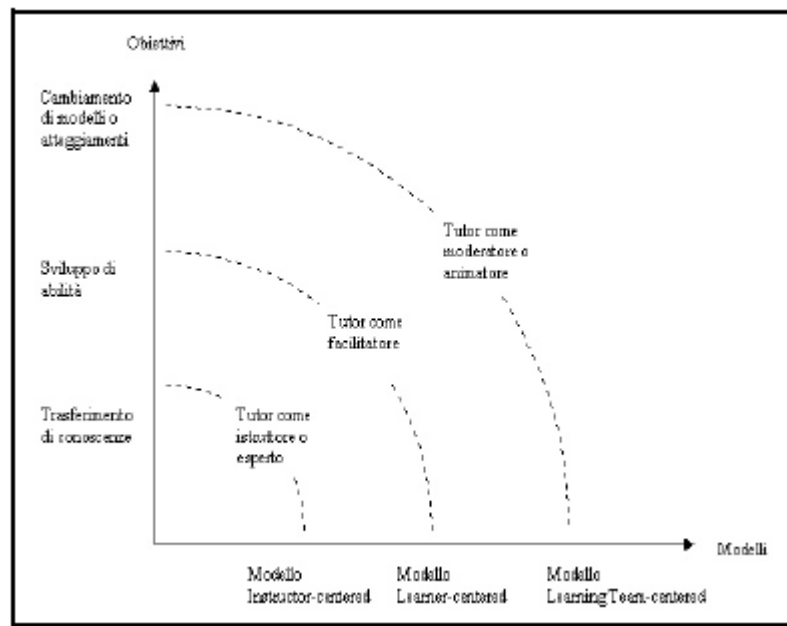 Obiettivi
Cambiamento
di modelli o
atteggiamenti
Tutor come
moderatore o
animatore
Sviluppo di
abilità
Tutor come
facilitatore
Trasferimento
di conoscenze
Tutor come
istruttore o
esperto
Modelli
Modello
Instructor-centered
Modello
Learner-centered
Modello
LearningTeam-centered